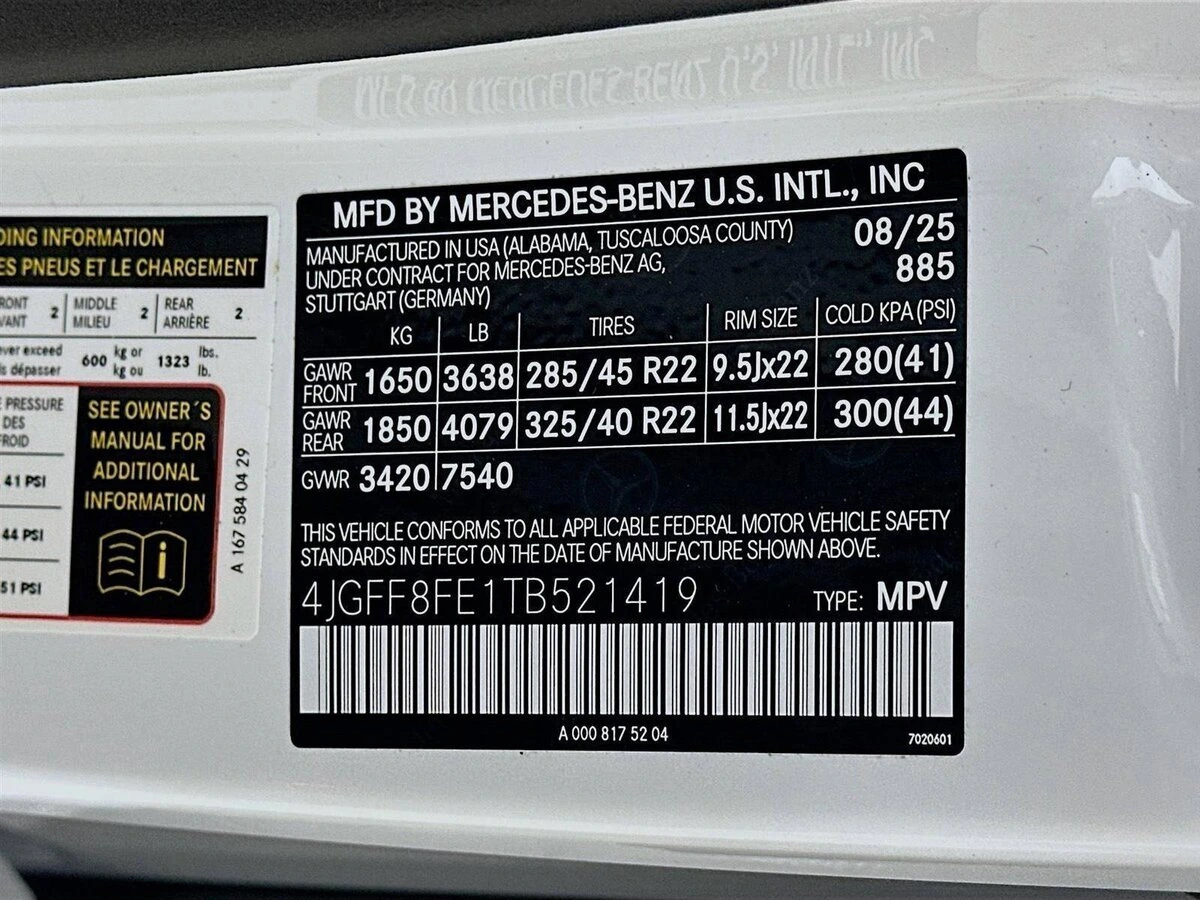 DING INFORMATION
ES PNEUS ET LE CHARGEMENT
RONT
VANT
2
MIDDLE
MILIEU
2
REAR
ARRIÈRE
2
ever exceed
is dépasser
600
kg or
kg ou
1323
lbs.
lb.
PRESSURE
DES
FROID
41 PSI
44 PSI
51 PSI
SEE OWNER´S
MANUAL FOR
ADDITIONAL
INFORMATION
i
A 167 584 04 29
MFD BY MERCEDES-BENZ U.S. INTL., INC
MANUFACTURED IN USA (ALABAMA, TUSCALOOSA COUNTY) 08/25
UNDER CONTRACT FOR MERCEDES-BENZ AG, 885
STUTTGART (GERMANY)
KG LB TIRES RIM SIZE COLD KPA (PSI)
GAWR
FRONT 1650 3638 285/45 R22 9.5Jx22 280(41)
GAWR
REAR 1850 4079 325/40 R22 11.5Jx22 300(44)
GVWR 3420 7540
THIS VEHICLE CONFORMS TO ALL APPLICABLE FEDERAL MOTOR VEHICLE SAFETY
STANDARDS IN EFFECT ON THE DATE OF MANUFACTURE SHOWN ABOVE.
4JGFF8FE1TB521419 TYPE: MPV
A 000 817 52 04
7020601